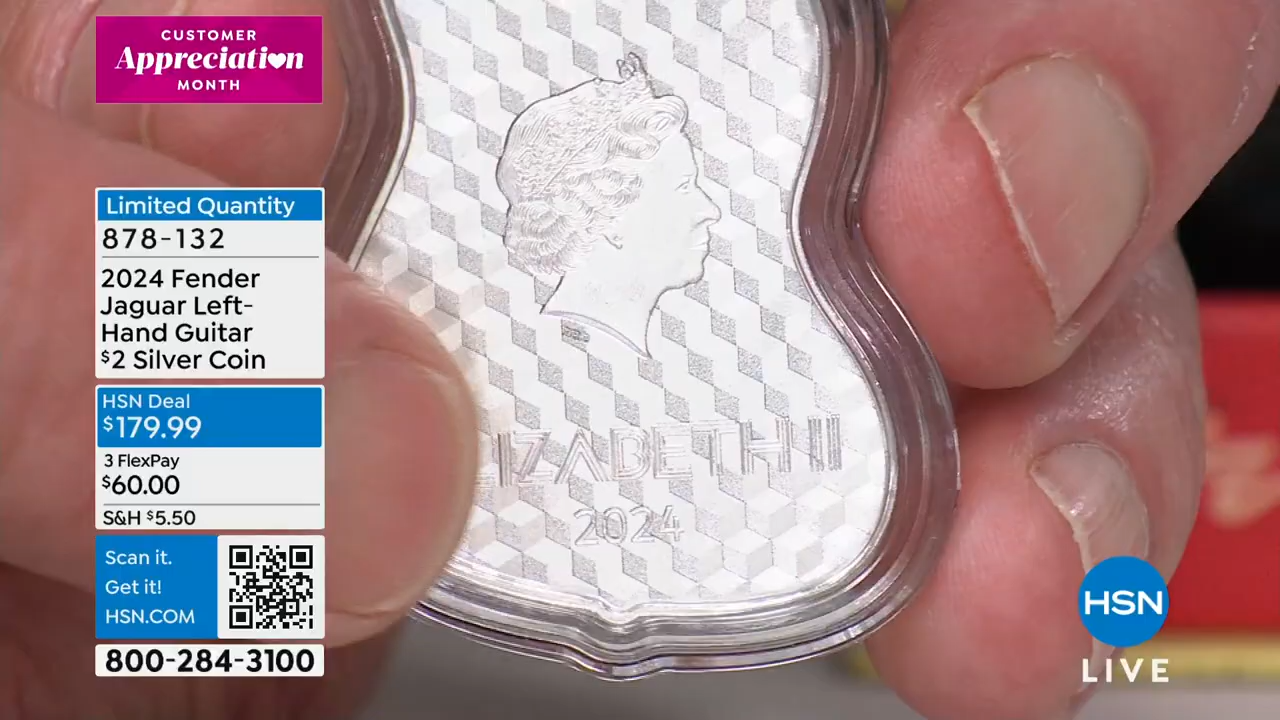 CUSTOMER
Appreciation
MONTH
Limited Quantity
878-132
2024 Fender
Jaguar Left-
Hand Guitar
$2 Silver Coin
HSN Deal
$179.99
3 FlexPay
$60.00
S&H $5.50
Scan it.
Get it!
HSN.COM
800-284-3100
IZABETH II
2024
HSN
LIVE